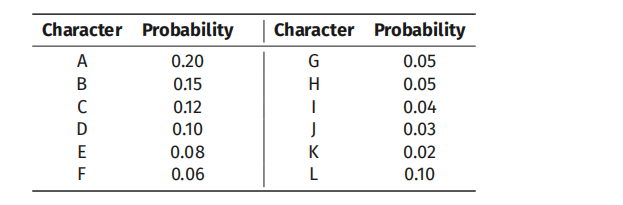 Character Probability Character Probability
A 0.20 G 0.05
B 0.15 H 0.05
C 0.12 I 0.04
D 0.10 J 0.03
E 0.08 K 0.02
F 0.06 L 0.10